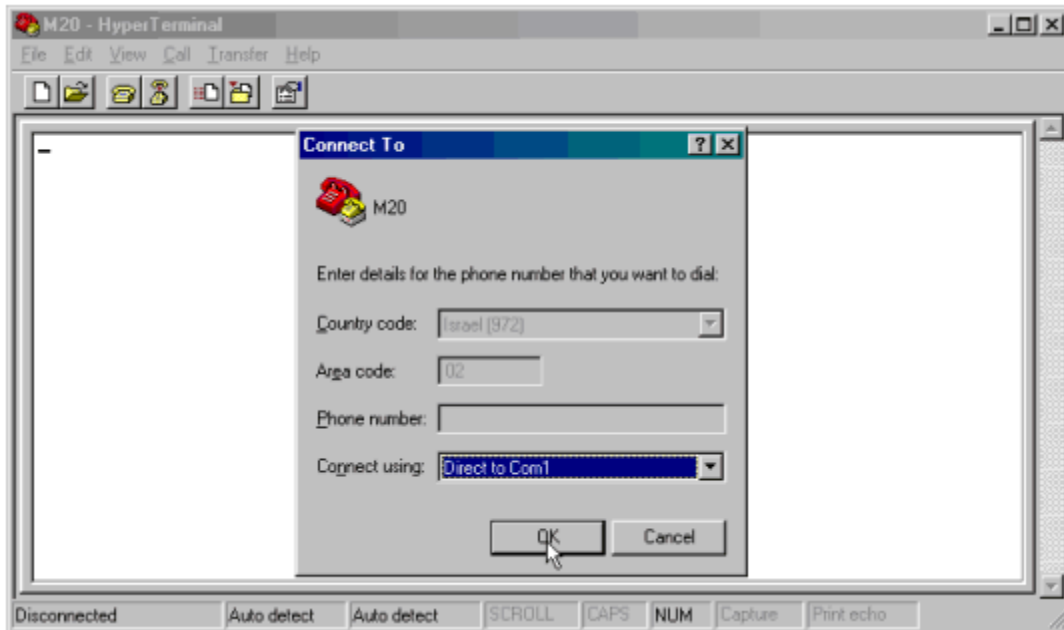 M20 - HyperTerminal
File Edit View Call Transfer Help
Connect To
M20
Enter details for the phone number that you want to dial:
Country code: Israel (972)
Area code: 02
Phone number:
Connect using: Direct to Com1
OK Cancel
Disconnected Auto detect Auto detect SCROLL CAPS NUM Capture Print echo